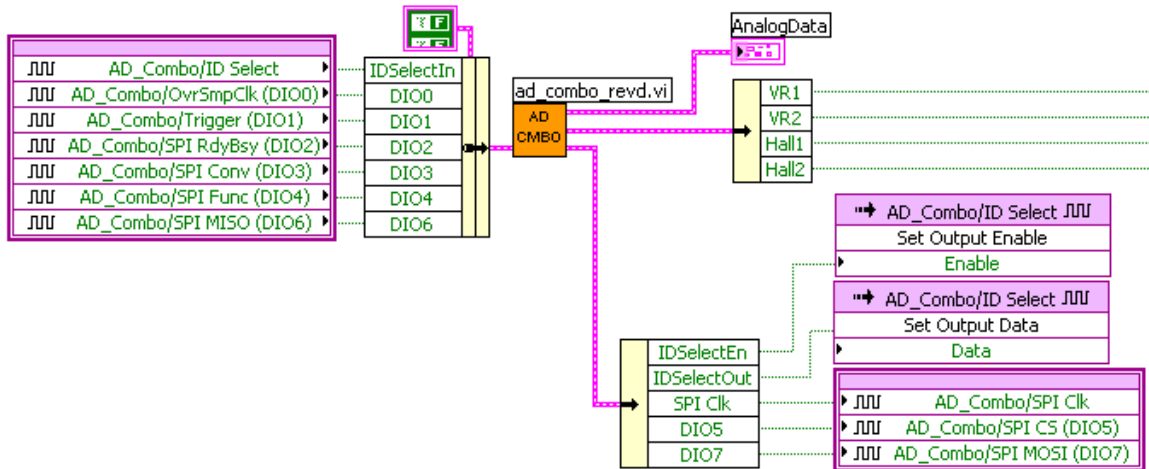 AD_Combo/ID Select
AD_Combo/OvrSmpClk (DIO0)
AD_Combo/Trigger (DIO1)
AD_Combo/SPI RdyBsy (DIO2)
AD_Combo/SPI Conv (DIO3)
AD_Combo/SPI Func (DIO4)
AD_Combo/SPI MISO (DIO6)
F
F
IDSelectIn
DIO0
DIO1
DIO2
DIO3
DIO4
DIO6
ad_combo_revd.vi
AD
CMBO
AnalogData
VR1
VR2
Hall1
Hall2
AD_Combo/ID Select
Set Output Enable
Enable
AD_Combo/ID Select
Set Output Data
Data
IDSelectEn
IDSelectOut
SPI Clk
DIO5
DIO7
AD_Combo/SPI Clk
AD_Combo/SPI CS (DIO5)
AD_Combo/SPI MOSI (DIO7)